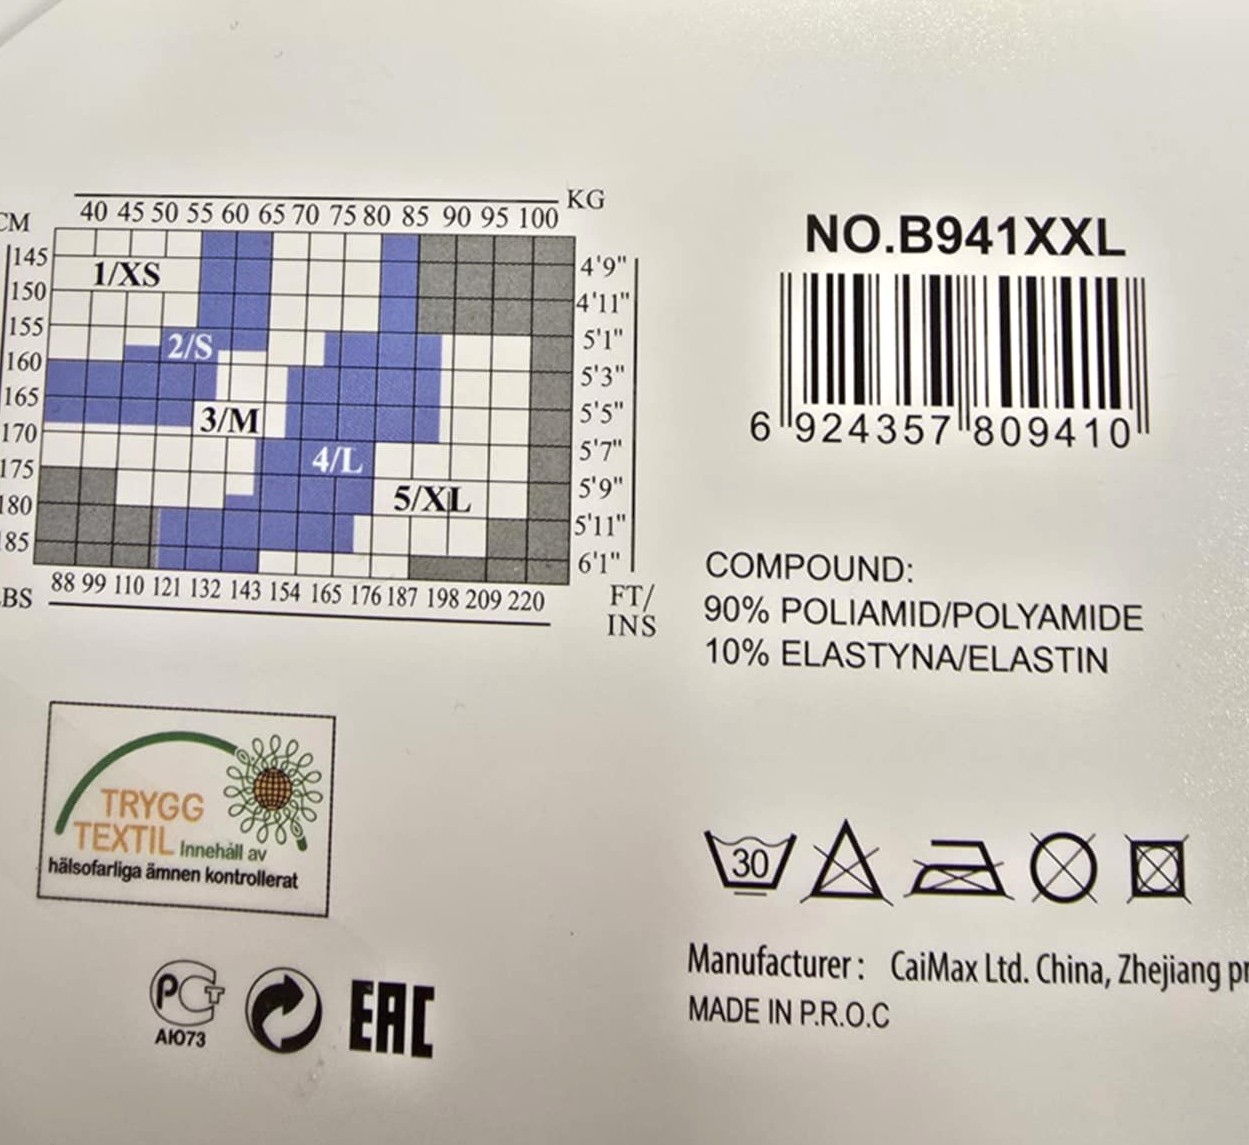 KG
40 45 50 55 60 65 70 75 80 85 90 95 100
CM
145
150
155
160
165
170
175
180
185
1/XS
2/S
3/M
4/L
5/XL
4'9"
4'11"
5'1"
5'3"
5'5"
5'7"
5'9"
5'11"
6'1"
88 99 110 121 132 143 154 165 176 187 198 209 220
LBS
FT/
INS
NO.B941XXL
6 924357 809410
COMPOUND:
90% POLIAMID/POLYAMIDE
10% ELASTYNA/ELASTIN
TRYGG
TEXTIL Innehåll av
hälsofarliga ämnen kontrollerat
30
PCT
АЮ73
EAC
Manufacturer : CaiMax Ltd. China, Zhejiang pr
MADE IN P.R.O.C